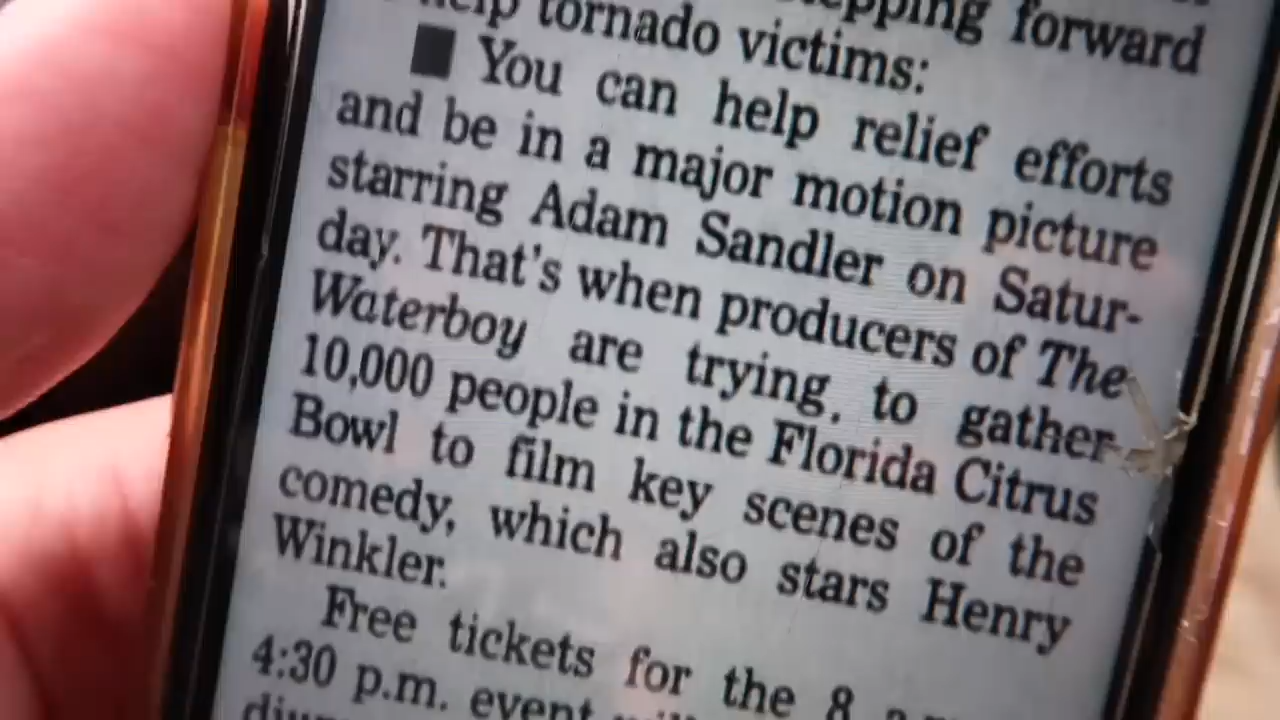 help tornado victims: stepping forward
■ You can help relief efforts
and be in a major motion picture
starring Adam Sandler on Satur-
day. That's when producers of The
Waterboy are trying. to gather
10,000 people in the Florida Citrus
Bowl to film key scenes of the
comedy, which also stars Henry
Winkler.
Free tickets for the 8
4:30 p.m. event